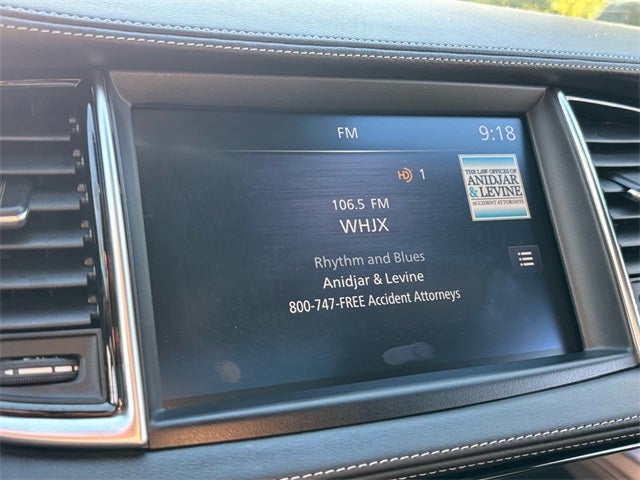 FM
9:18
HD 1
THE LAW OFFICES OF
ANIDJAR
& LEVINE
ACCIDENT ATTORNEYS
106.5 FM
WHJX
Rhythm and Blues
Anidjar & Levine
800-747-FREE Accident Attorneys